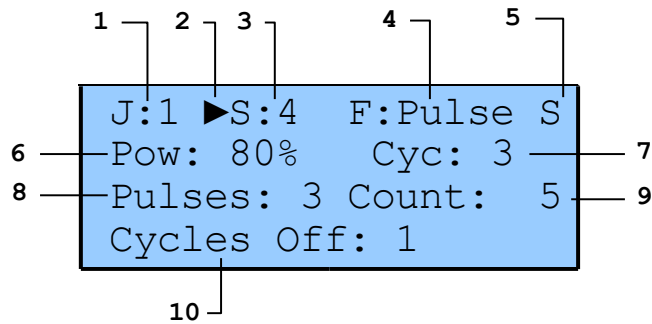 1 2 3 4 5
J:1 ►S:4 F:Pulse S
6 Pow: 80% Cyc: 3 7
8 Pulses: 3 Count: 5 9
Cycles Off: 1
10